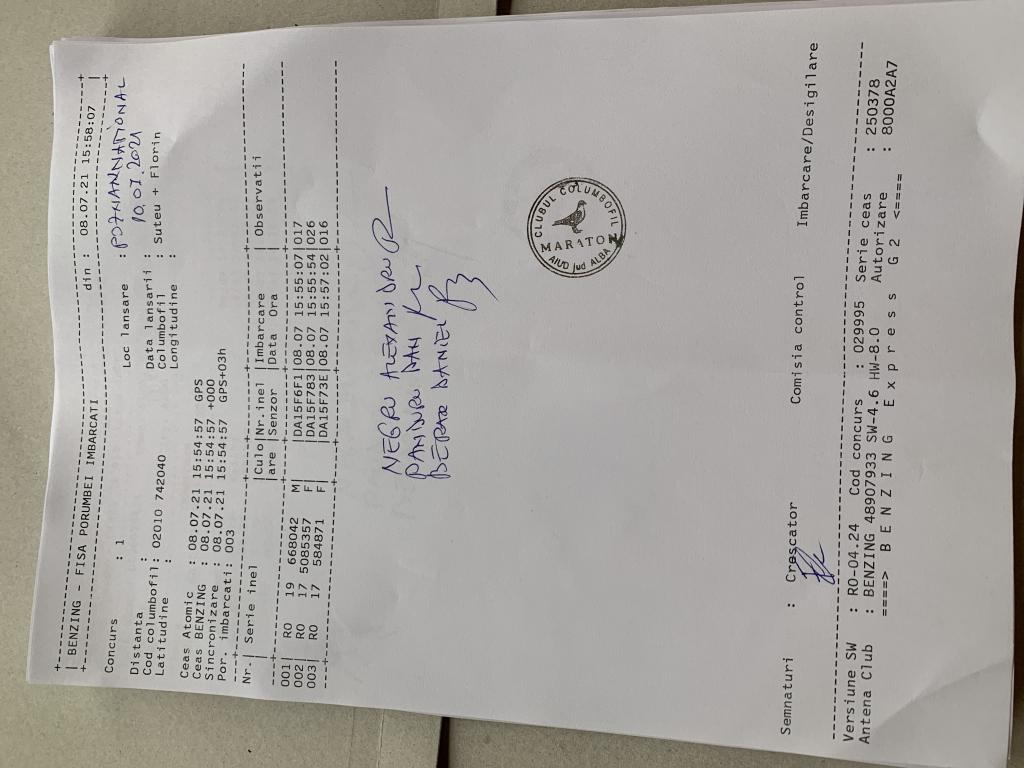 +-----------------------------------------------------------------------------+
| BENZING - FISA PORUMBEI IMBARCATI din : 08.07.21 15:58:07 |
+-----------------------------------------------------------------------------+
Concurs : 1 Loc lansare :
Distanta : Data lansarii : 10.07.2021
Cod columbofil: 02010 742040 Columbofil : Suteu + Florin
Latitudine : Longitudine :
Ceas Atomic : 08.07.21 15:54:57 GPS
Ceas BENZING : 08.07.21 15:54:57 +000
Sincronizare : 08.07.21 15:54:57 GPS+03h
Por. imbarcati: 003
Nr.| Serie inel |Culo|Nr.inel |Imbarcare | Observatii
| |are |Senzor |Data Ora |
001| RO 19 668042 M |DA15F6F1|08-07 15:55:07|017
002| RO 17 5085357 F |DA15F783|08-07 15:55:54|026
003| RO 17 584871 F |DA15F73E|08-07 15:57:02|016
NEGRU ALEXANDRU
PANDRU DAN
DANIEL
CLUBUL COLUMBOFIL
MARATON
AIUD jud ALBA
Semnaturi : Crescator Comisia control Imbarcare/Desigilare
Versiune SW : RO-04.24 Cod concurs : 029995 Serie ceas : 250378
Antena Club : BENZING 48907933 SW-4.6 HW-8.0 Autorizare : 8000A2A7
====> B E N Z I N G E x p r e s s G 2 <====